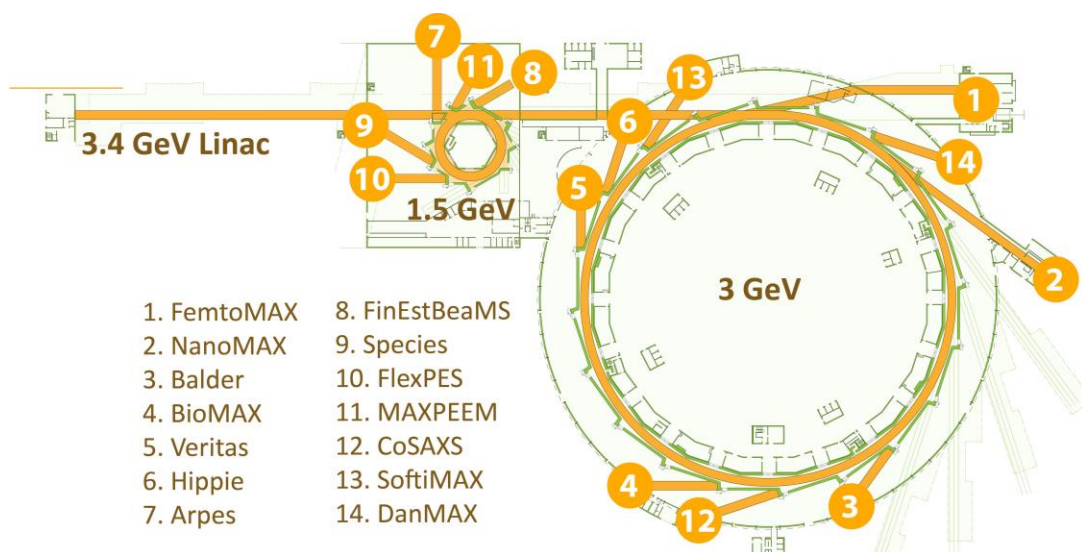 7
11
8
13
1
9
6
3.4 GeV Linac
14
10
5
1.5 GeV
2
3 GeV
1. FemtoMAX
2. NanoMAX
3. Balder
4. BioMAX
5. Veritas
6. Hippie
7. Arpes
8. FinEstBeaMS
9. Species
10. FlexPES
11. MAXPEEM
12. CoSAXS
13. SoftiMAX
14. DanMAX
4
12
3